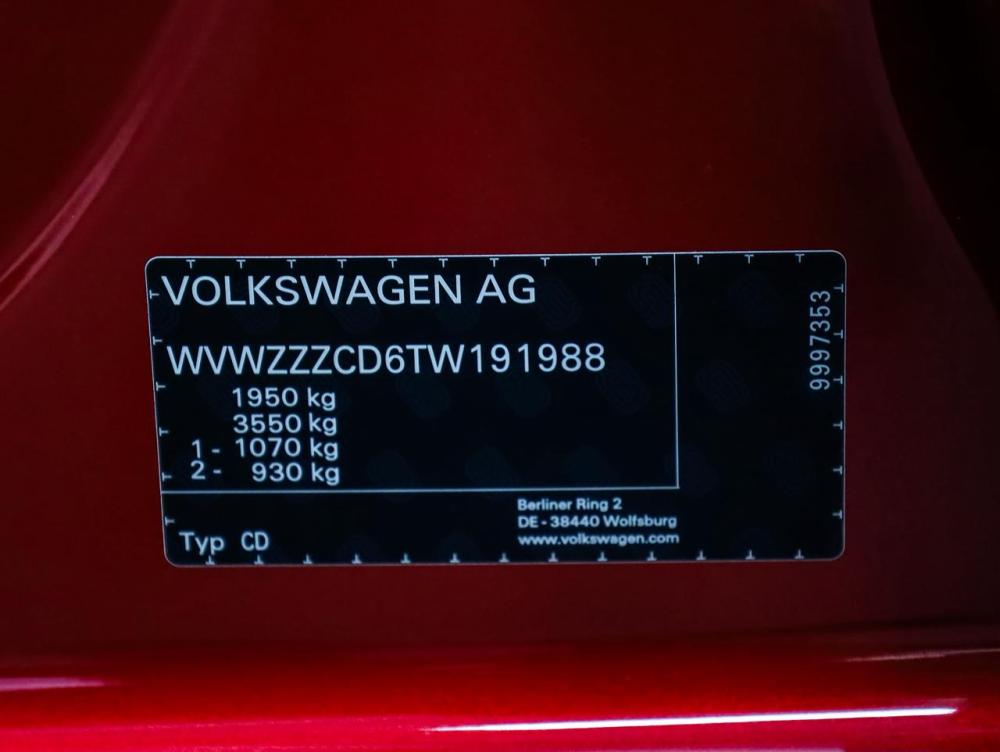 VOLKSWAGEN AG
WVWZZZCD6TW191988
1950 kg
3550 kg
1 - 1070 kg
2 - 930 kg
Typ CD
Berliner Ring 2
DE - 38440 Wolfsburg
www.volkswagen.com
9997353